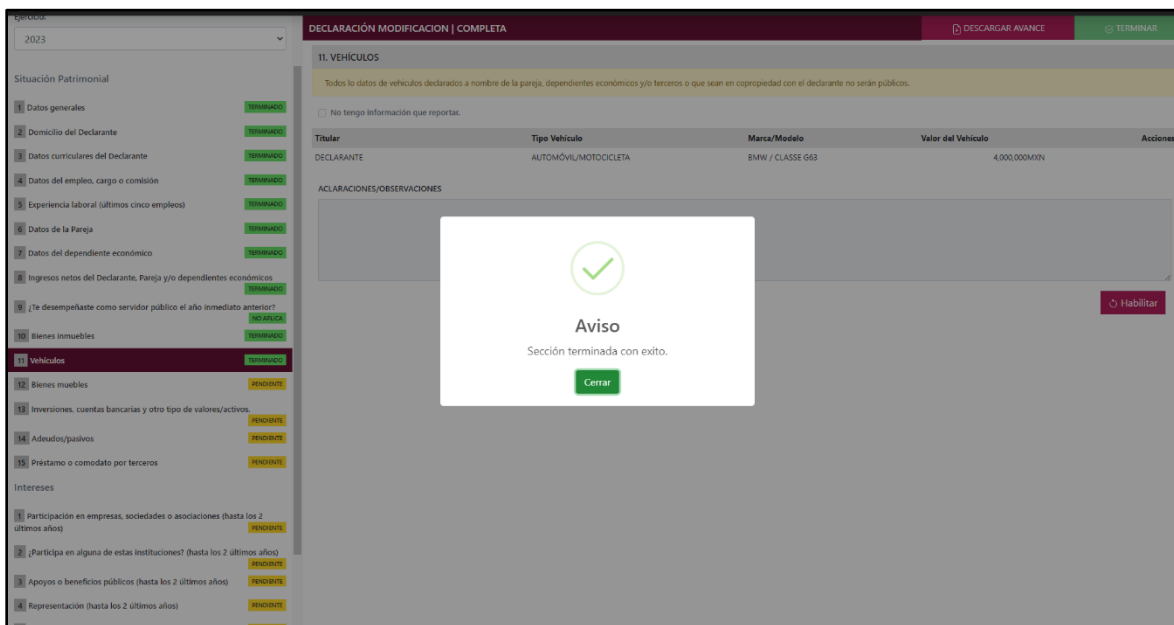 Ejercicio:
2023
Situación Patrimonial
1 Datos generales TERMINADO
2 Domicilio del Declarante TERMINADO
3 Datos curriculares del Declarante TERMINADO
4 Datos del empleo, cargo o comisión TERMINADO
5 Experiencia laboral (últimos cinco empleos) TERMINADO
6 Datos de la Pareja TERMINADO
7 Datos del dependiente económico TERMINADO
8 Ingresos netos del Declarante, Pareja y/o dependientes económicos
TERMINADO
9 ¿Te desempeñaste como servidor público el año inmediato anterior?
NO APLICA
10 Bienes inmuebles TERMINADO
11 Vehículos TERMINADO
12 Bienes muebles PENDIENTE
13 Inversiones, cuentas bancarias y otro tipo de valores/activos.
PENDIENTE
14 Adeudos/pasivos PENDIENTE
15 Préstamo o comodato por terceros PENDIENTE
Intereses
1 Participación en empresas, sociedades o asociaciones (hasta los 2
últimos años) PENDIENTE
2 ¿Participa en alguna de estas instituciones? (hasta los 2 últimos años)
PENDIENTE
3 Apoyos o beneficios públicos (hasta los 2 últimos años) PENDIENTE
4 Representación (hasta los 2 últimos años) PENDIENTE
DECLARACIÓN MODIFICACION | COMPLETA
DESCARGAR AVANCE
TERMINAR
11. VEHÍCULOS
Todos lo datos de vehículos declarados a nombre de la pareja, dependientes económicos y/o terceros o que sean en copropiedad con el declarante no serán públicos.
No tengo información que reportar.
Titular Tipo Vehículo Marca/Modelo Valor del Vehículo Acciones
DECLARANTE AUTOMÓVIL/MOTOCICLETA BMW / CLASSE G63 4,000,000MXN
ACLARACIONES/OBSERVACIONES
Habilitar
Aviso
Sección terminada con exito.
Cerrar